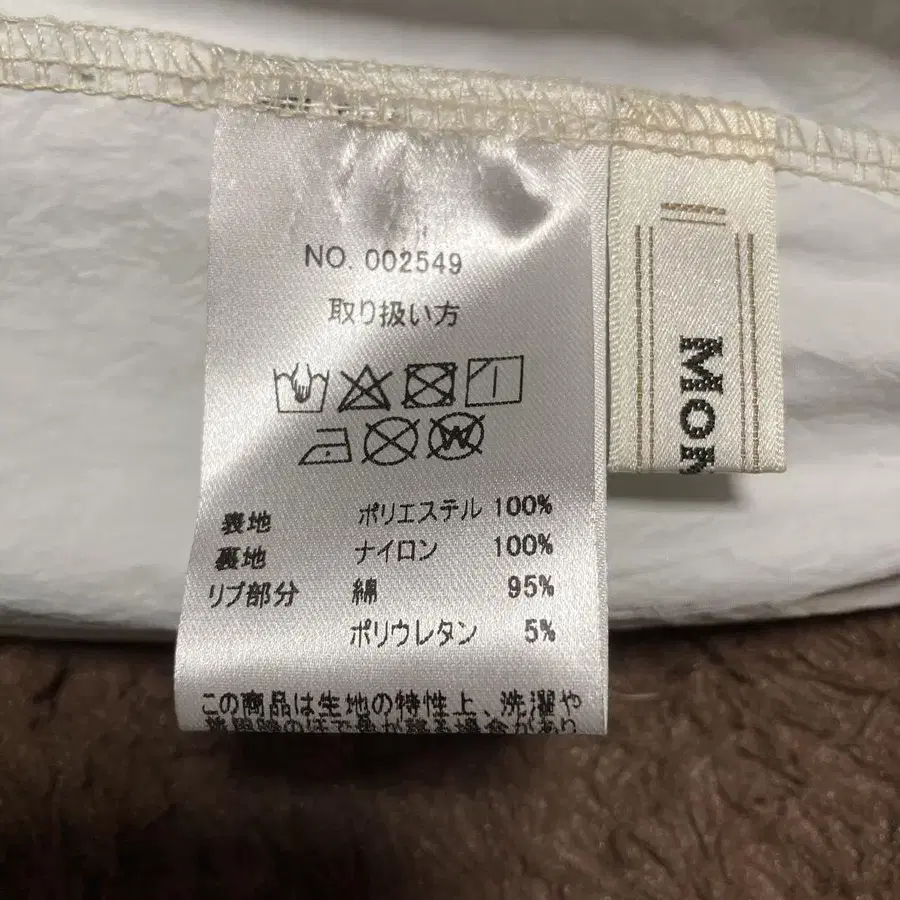 NO. 002549
取り扱い方
表地 ポリエステル 100%
裏地 ナイロン 100%
リブ部分 綿 95%
ポリウレタン 5%
この商品は生地の特性上、洗濯や
Mon